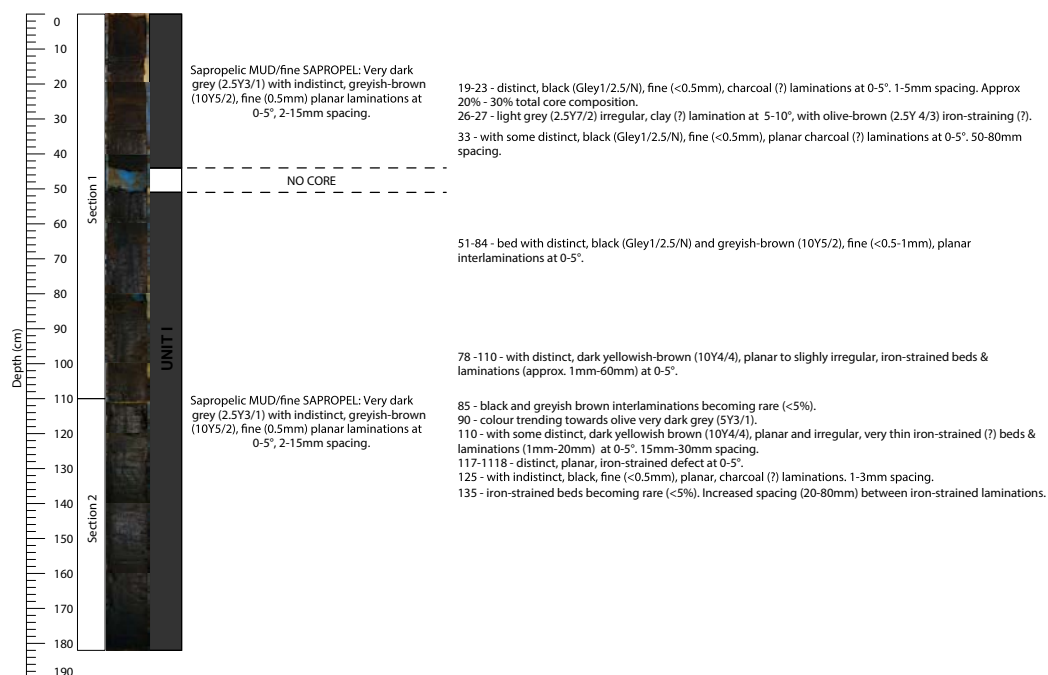 Depth (cm)
0
10
20
30
40
50
60
70
80
90
100
110
120
130
140
150
160
170
180
190
Section 1
Section 2
UNIT I
Sapropelic MUD/fine SAPROPEL: Very dark
grey (2.5Y3/1) with indistinct, greyish-brown
(10Y5/2), fine (0.5mm) planar laminations at
0-5°, 2-15mm spacing.
NO CORE
Sapropelic MUD/fine SAPROPEL: Very dark
grey (2.5Y3/1) with indistinct, greyish-brown
(10Y5/2), fine (0.5mm) planar laminations at
0-5°, 2-15mm spacing.
19-23 - distinct, black (Gley1/2.5/N), fine (<0.5mm), charcoal (?) laminations at 0-5°. 1-5mm spacing. Approx
20% - 30% total core composition.
26-27 - light grey (2.5Y7/2) irregular, clay (?) lamination at 5-10°, with olive-brown (2.5Y 4/3) iron-straining (?).
33 - with some distinct, black (Gley1/2.5/N), fine (<0.5mm), planar charcoal (?) laminations at 0-5°. 50-80mm
spacing.
51-84 - bed with distinct, black (Gley1/2.5/N) and greyish-brown (10Y5/2), fine (<0.5-1mm), planar
interlaminations at 0-5°.
78 -110 - with distinct, dark yellowish-brown (10Y4/4), planar to slighly irregular, iron-strained beds &
laminations (approx. 1mm-60mm) at 0-5°.
85 - black and greyish brown interlaminations becoming rare (<5%).
90 - colour trending towards olive very dark grey (5Y3/1).
110 - with some distinct, dark yellowish brown (10Y4/4), planar and irregular, very thin iron-strained (?) beds &
laminations (1mm-20mm) at 0-5°. 15mm-30mm spacing.
117-1118 - distinct, planar, iron-strained defect at 0-5°.
125 - with indistinct, black, fine (<0.5mm), planar, charcoal (?) laminations. 1-3mm spacing.
135 - iron-strained beds becoming rare (<5%). Increased spacing (20-80mm) between iron-strained laminations.